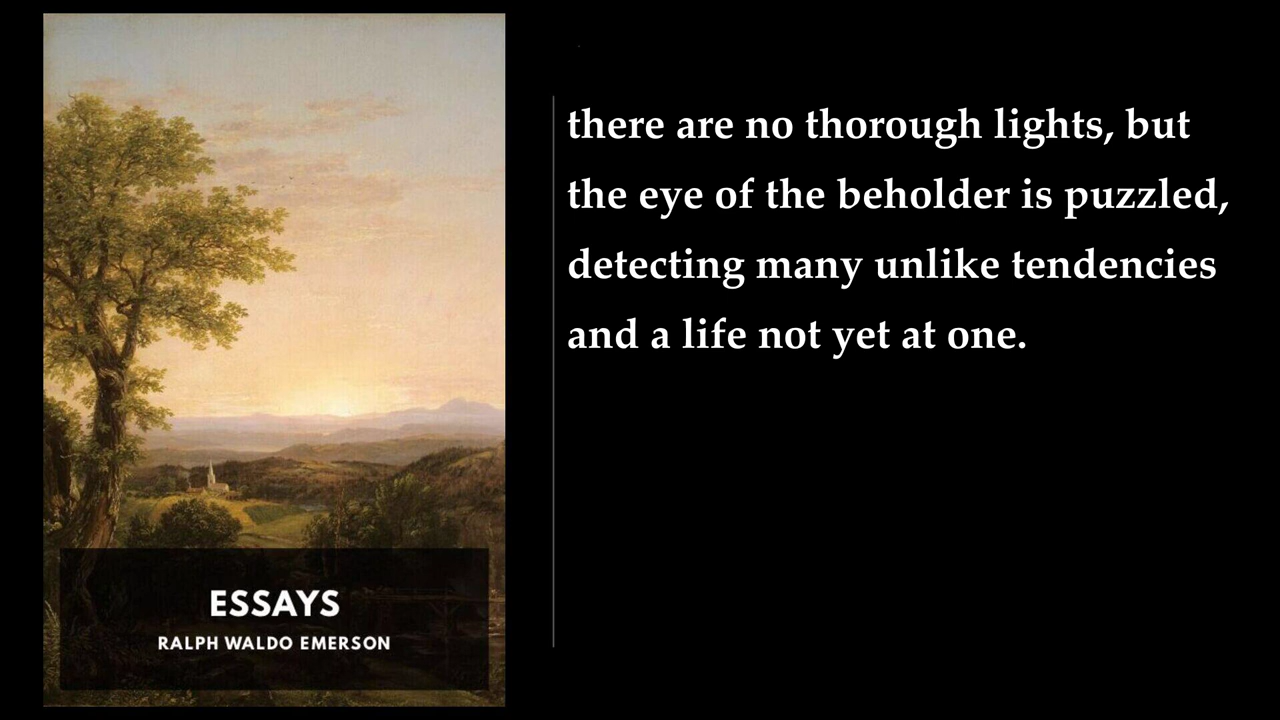 there are no thorough lights, but
the eye of the beholder is puzzled,
detecting many unlike tendencies
and a life not yet at one.
ESSAYS
RALPH WALDO EMERSON